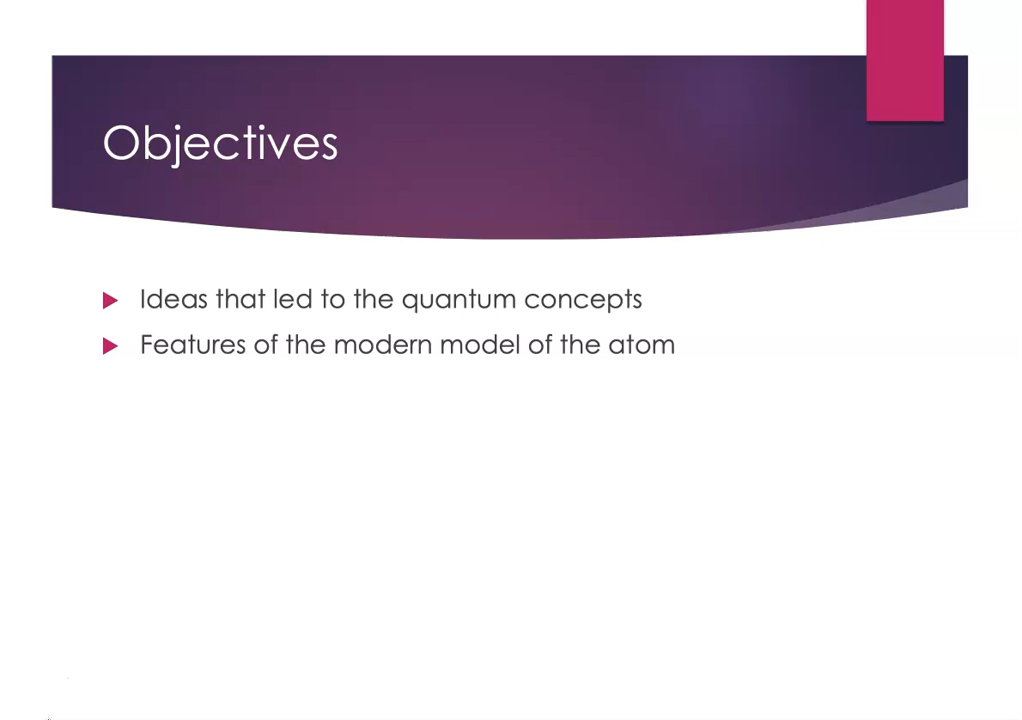 Objectives
Ideas that led to the quantum concepts
Features of the modern model of the atom